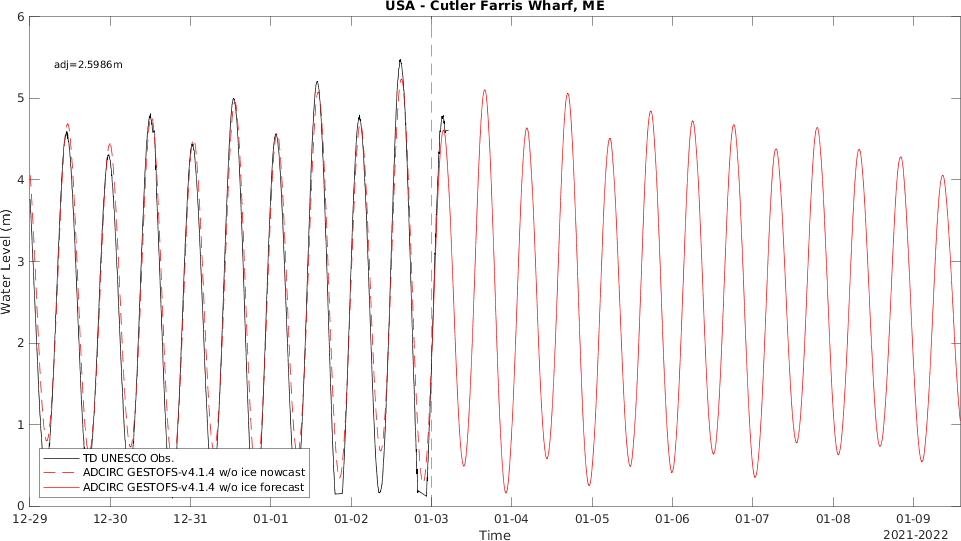 USA - Cutler Farris Wharf, ME
6
adj=2.5986m
5
4
3
2
1
0
Water Level (m)
TD UNESCO Obs.
ADCIRC GESTOFS-v4.1.4 w/o ice nowcast
ADCIRC GESTOFS-v4.1.4 w/o ice forecast
12-29 12-30 12-31 01-01 01-02 01-03 01-04 01-05 01-06 01-07 01-08 01-09
Time
2021-2022